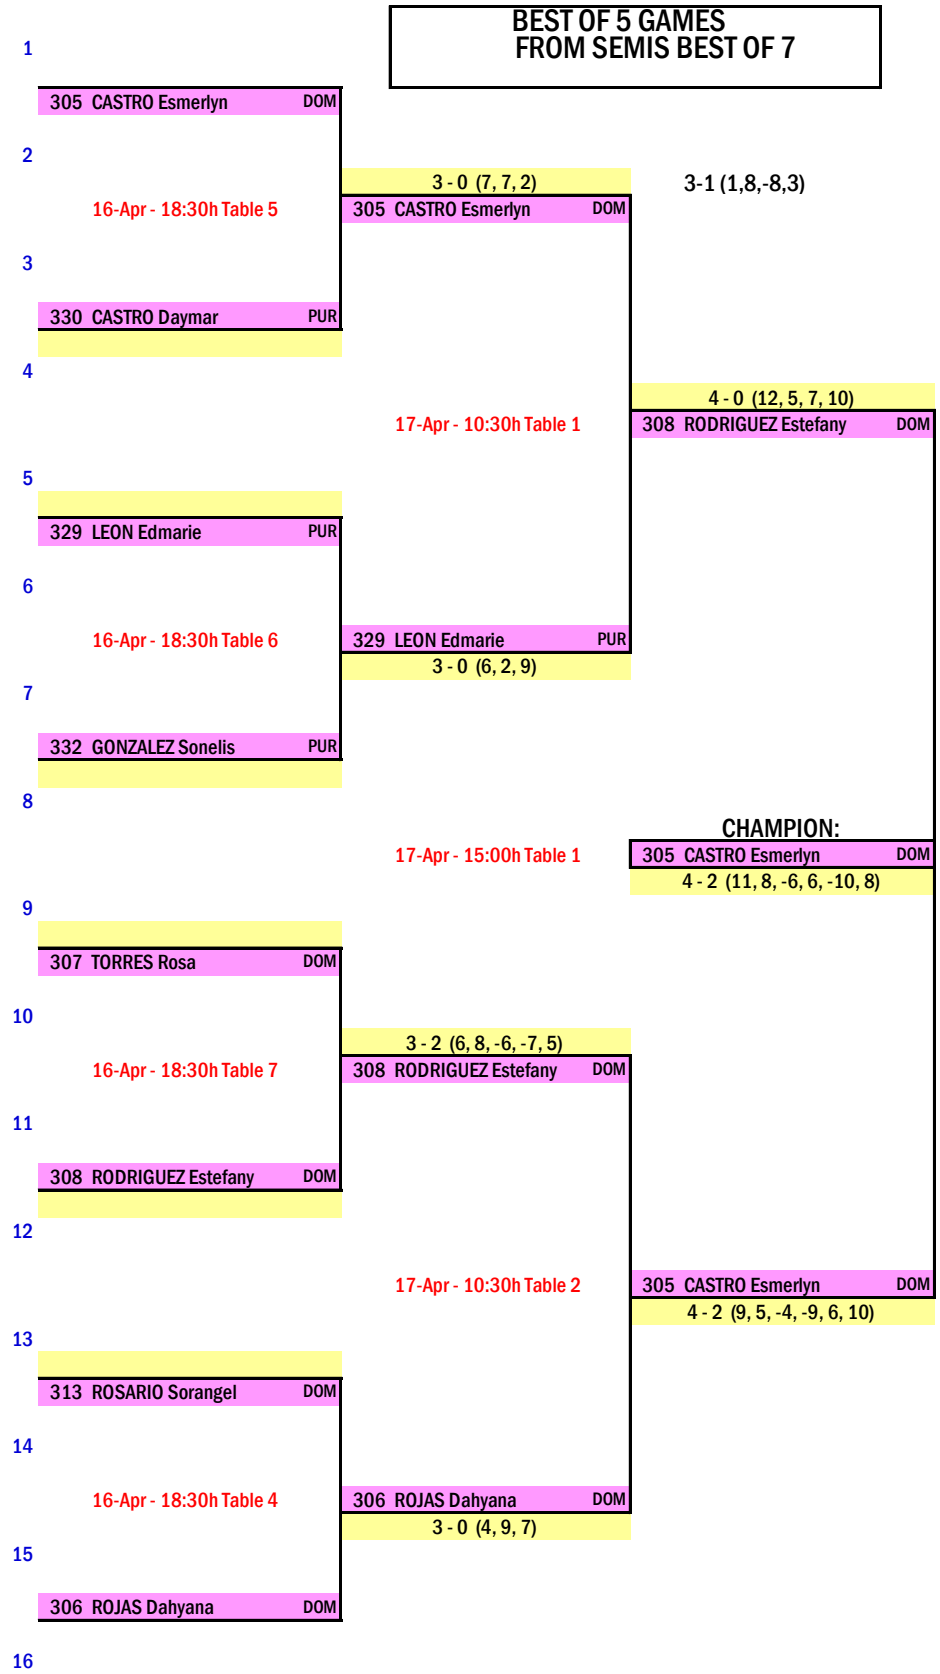 BEST OF 5 GAMES
FROM SEMIS BEST OF 7
1
305 CASTRO Esmerlyn DOM
2
3 - 0 (7, 7, 2)
3-1 (1,8,-8,3)
16-Apr - 18:30h Table 5
305 CASTRO Esmerlyn DOM
3
330 CASTRO Daymar PUR
4
4 - 0 (12, 5, 7, 10)
17-Apr - 10:30h Table 1
308 RODRIGUEZ Estefany DOM
5
329 LEON Edmarie PUR
6
16-Apr - 18:30h Table 6
329 LEON Edmarie PUR
3 - 0 (6, 2, 9)
7
332 GONZALEZ Sonelis PUR
8
CHAMPION:
17-Apr - 15:00h Table 1
305 CASTRO Esmerlyn DOM
4 - 2 (11, 8, -6, 6, -10, 8)
9
307 TORRES Rosa DOM
10
3 - 2 (6, 8, -6, -7, 5)
16-Apr - 18:30h Table 7
308 RODRIGUEZ Estefany DOM
11
308 RODRIGUEZ Estefany DOM
12
17-Apr - 10:30h Table 2
305 CASTRO Esmerlyn DOM
4 - 2 (9, 5, -4, -9, 6, 10)
13
313 ROSARIO Sorangel DOM
14
16-Apr - 18:30h Table 4
306 ROJAS Dahyana DOM
3 - 0 (4, 9, 7)
15
306 ROJAS Dahyana DOM
16